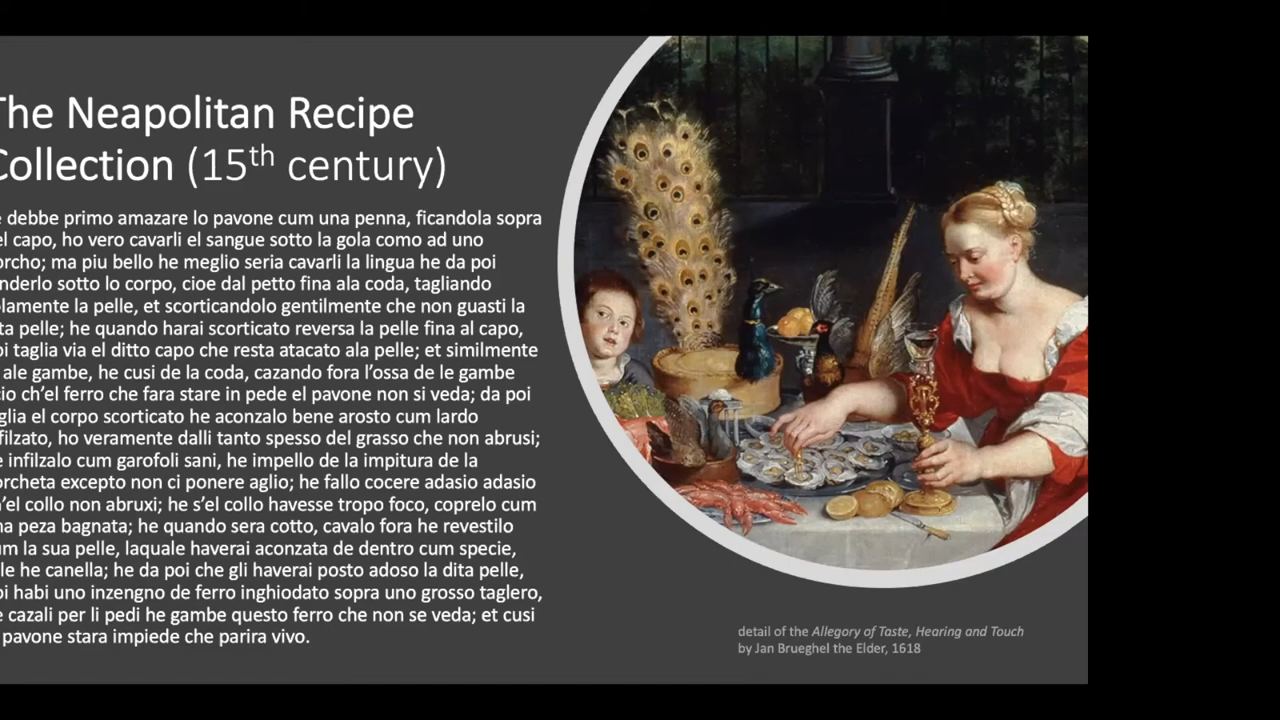 The Neapolitan Recipe
Collection (15th century)
e debbe primo amazare lo pavone cum una penna, ficandola sopra
el capo, ho vero cavarli el sangue sotto la gola como ad uno
orcho; ma piu bello he meglio seria cavarli la lingua he da poi
nderlo sotto lo corpo, cioe dal petto fina ala coda, tagliando
olamente la pelle, et scorticandolo gentilmente che non guasti la
ta pelle; he quando harai scorticato reversa la pelle fina al capo,
oi taglia via el ditto capo che resta atacato ala pelle; et similmente
ale gambe, he cusi de la coda, cazando fora l'ossa de le gambe
io ch'el ferro che fara stare in pede el pavone non si veda; da poi
glia el corpo scorticato he aconzalo bene arosto cum lardo
filzato, ho veramente dalli tanto spesso del grasso che non abrusi;
e infilzalo cum garofoli sani, he impello de la impitura de la
orcheta excepto non ci ponere aglio; he fallo cocere adasio adasio
h'el collo non abruxi; he s'el collo havesse tropo foco, coprelo cum
na peza bagnata; he quando sera cotto, cavalo fora he revestilo
um la sua pelle, laquale haverai aconzata de dentro cum specie,
le he canella; he da poi che gli haverai posto adoso la dita pelle,
oi habi uno inzengno de ferro inghiodato sopra uno grosso taglero,
e cazali per li pedi he gambe questo ferro che non se veda; et cusi
pavone stara impiede che parira vivo.
detail of the Allegory of Taste, Hearing and Touch
by Jan Brueghel the Elder, 1618